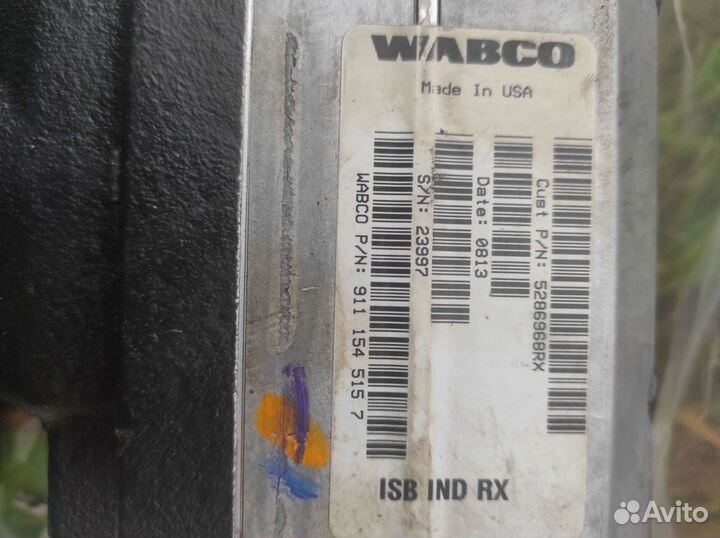 WABCO
Made In USA
Cust P/N: 5286968RX
Date: 0813
S/N: 23997
WABCO P/N: 911 154 515 7
ISB IND RX
Avito